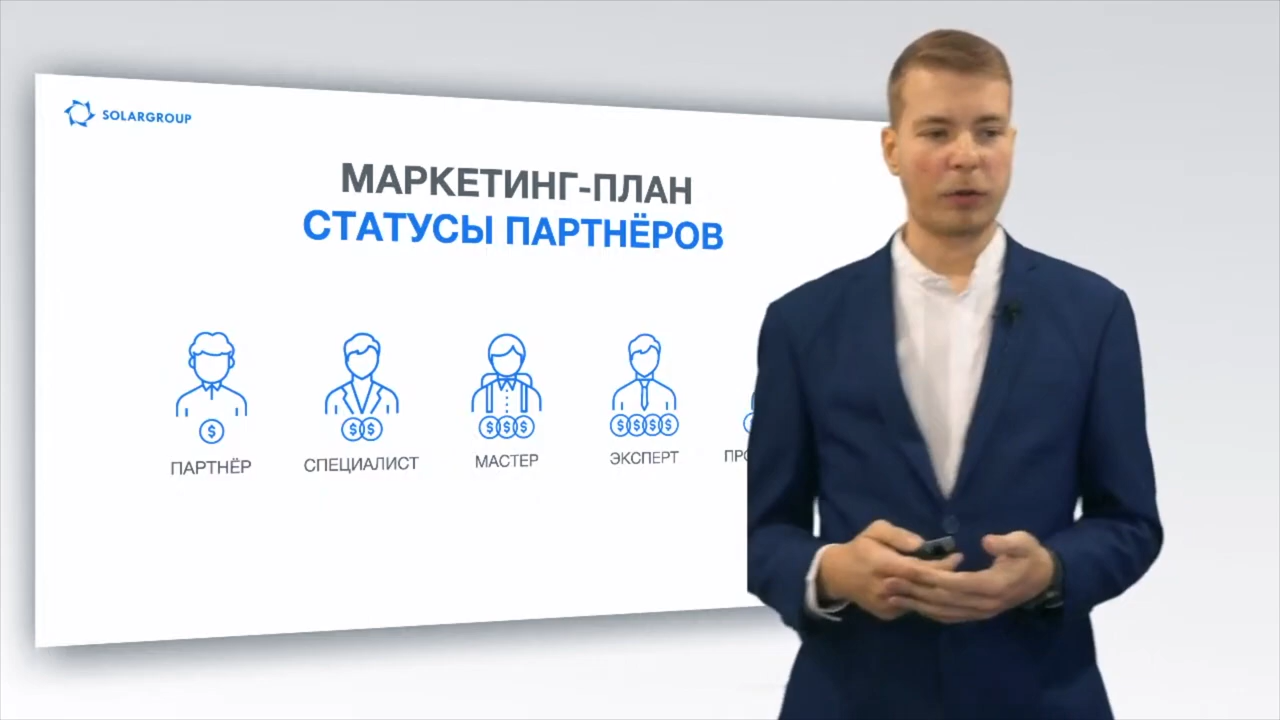 SOLARGROUP
МАРКЕТИНГ-ПЛАН
СТАТУСЫ ПАРТНЁРОВ
ПАРТНЁР
СПЕЦИАЛИСТ
МАСТЕР
ЭКСПЕРТ